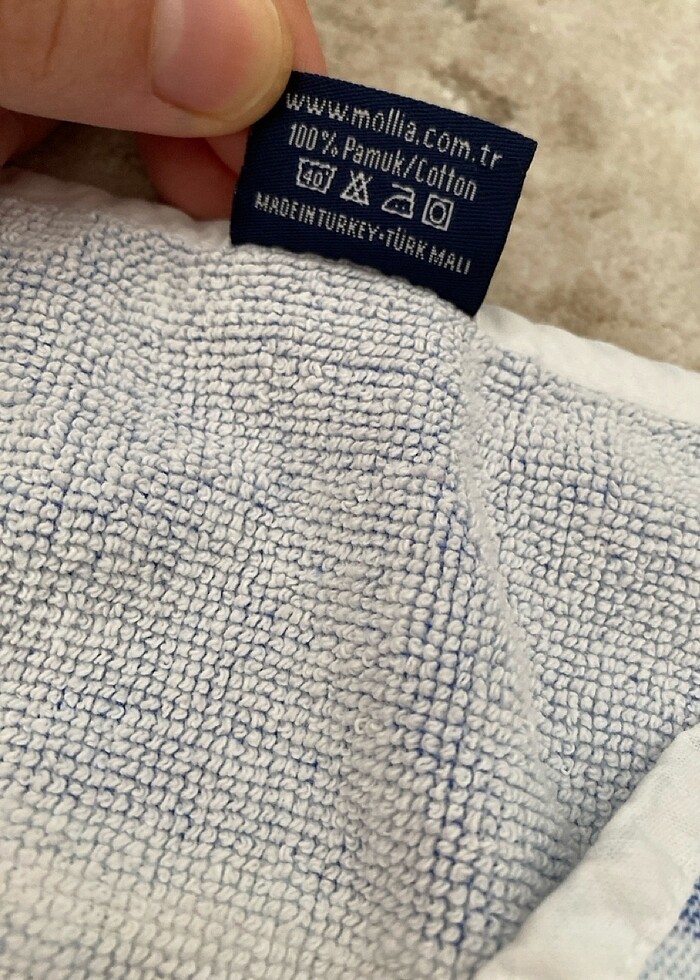 www.mollia.com.tr
100% Pamuk/Cotton
40°
MADE IN TURKEY•TÜRK MALI